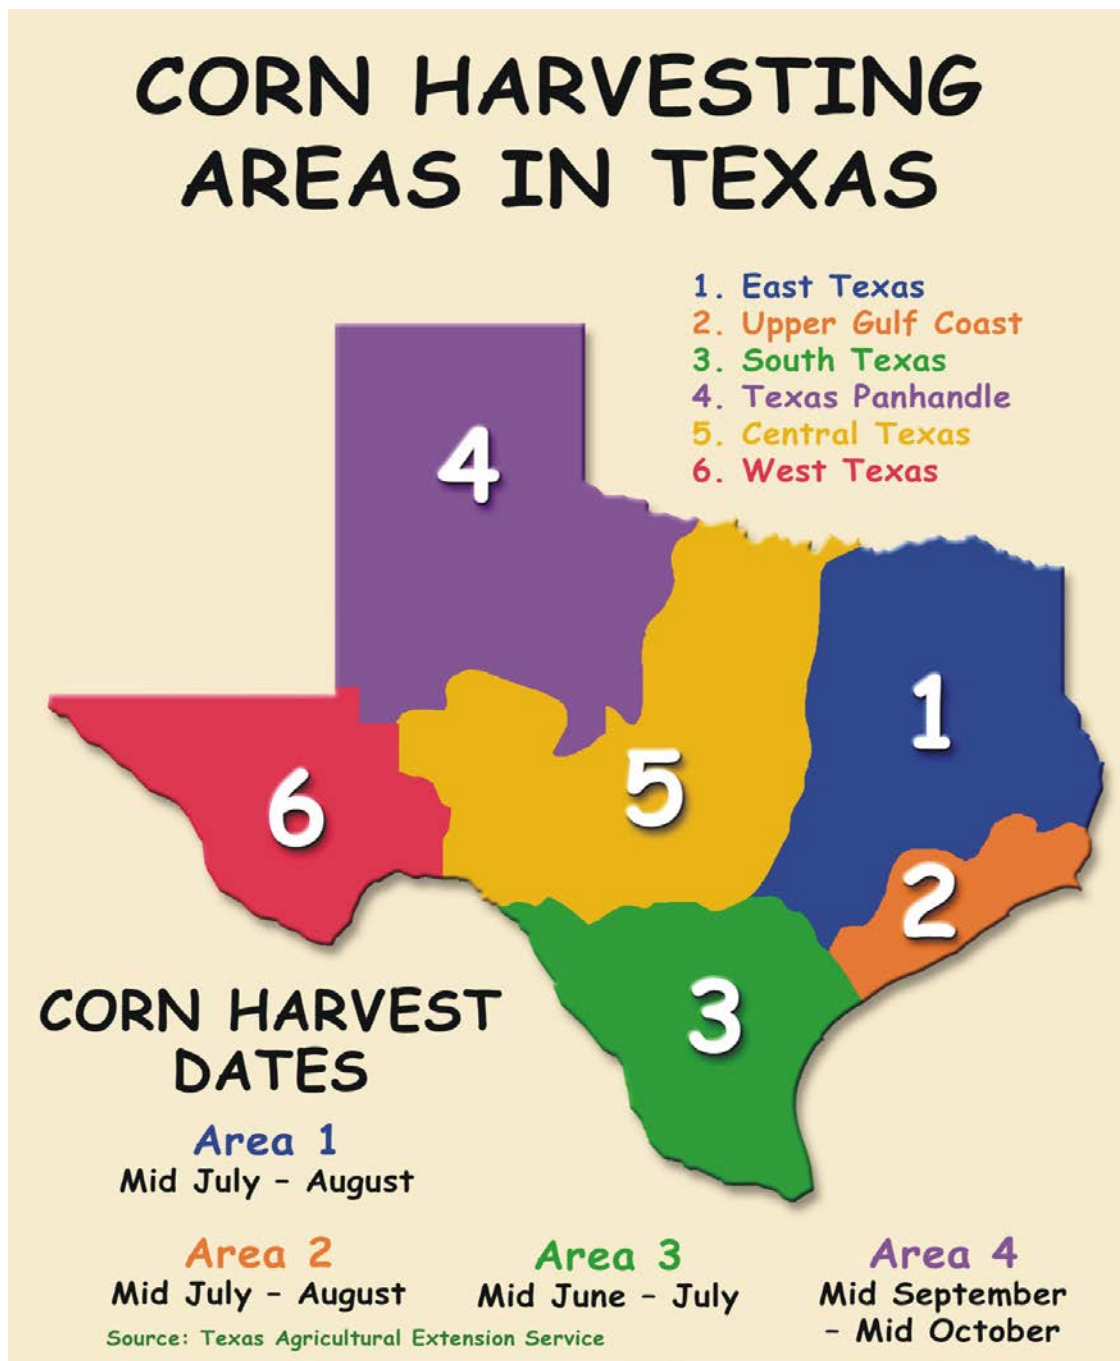 CORN HARVESTING
AREAS IN TEXAS
1. East Texas
2. Upper Gulf Coast
3. South Texas
4. Texas Panhandle
5. Central Texas
6. West Texas
4
1
5
6
2
3
CORN HARVEST
DATES
Area 1
Mid July – August
Area 2
Mid July – August
Area 3
Mid June – July
Area 4
Mid September
– Mid October
Source: Texas Agricultural Extension Service